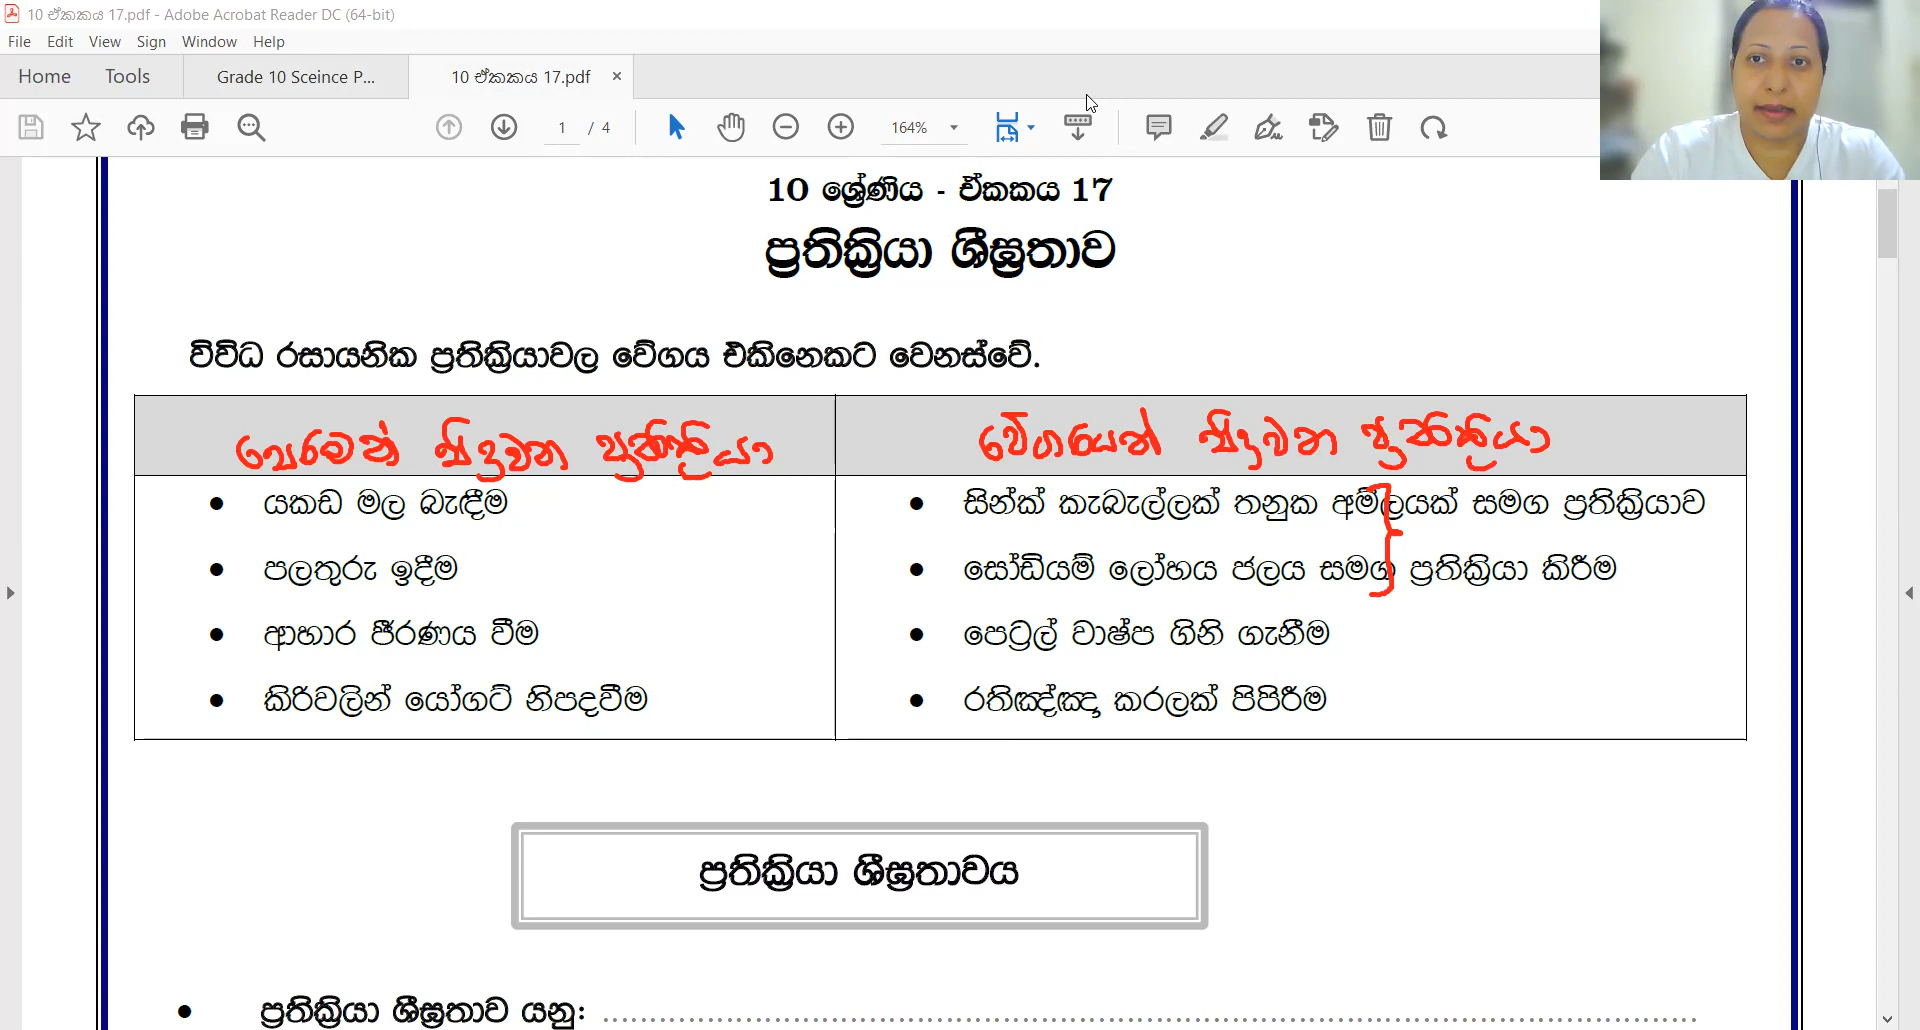 10 ඒකකය 17.pdf - Adobe Acrobat Reader DC (64-bit)
File Edit View Sign Window Help
Home Tools Grade 10 Sceince P... 10 ඒකකය 17.pdf ×
1 / 4 164%
10 ශ්‍රේණිය - ඒකකය 17
ප්‍රතික්‍රියා ශීඝ්‍රතාව
විවිධ රසායනික ප්‍රතික්‍රියාවල වේගය එකිනෙකට වෙනස්වේ.
සෙමෙන් සිදුවන ප්‍රතික්‍රියා
වේගයෙන් සිදුවන ප්‍රතික්‍රියා
• යකඩ මල බැඳීම
• පලතුරු ඉදීම
• ආහාර ජීරණය වීම
• කිරිවලින් යෝගට් නිපදවීම
• සින්ක් කැබැල්ලක් තනුක අම්ලයක් සමග ප්‍රතික්‍රියාව
• සෝඩියම් ලෝහය ජලය සමග ප්‍රතික්‍රියා කිරීම
• පෙට්‍රල් වාෂ්ප ගිනි ගැනීම
• රතිඤ්ඤා කරලක් පිපිරීම
ප්‍රතික්‍රියා ශීඝ්‍රතාවය
• ප්‍රතික්‍රියා ශීඝ්‍රතාව යනු: ........................................................................